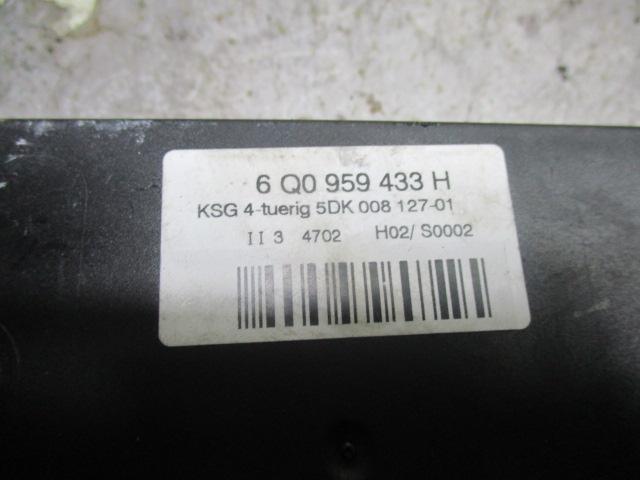 6 Q0 959 433 H
KSG 4-tuerig 5DK 008 127-01
II 3 4702 H02/ S0002